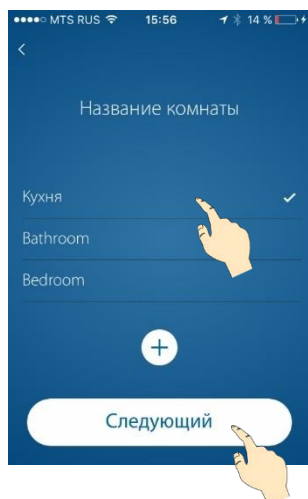 MTS RUS 15:56 14 %
Название комнаты
Кухня
Bathroom
Bedroom
Следующий